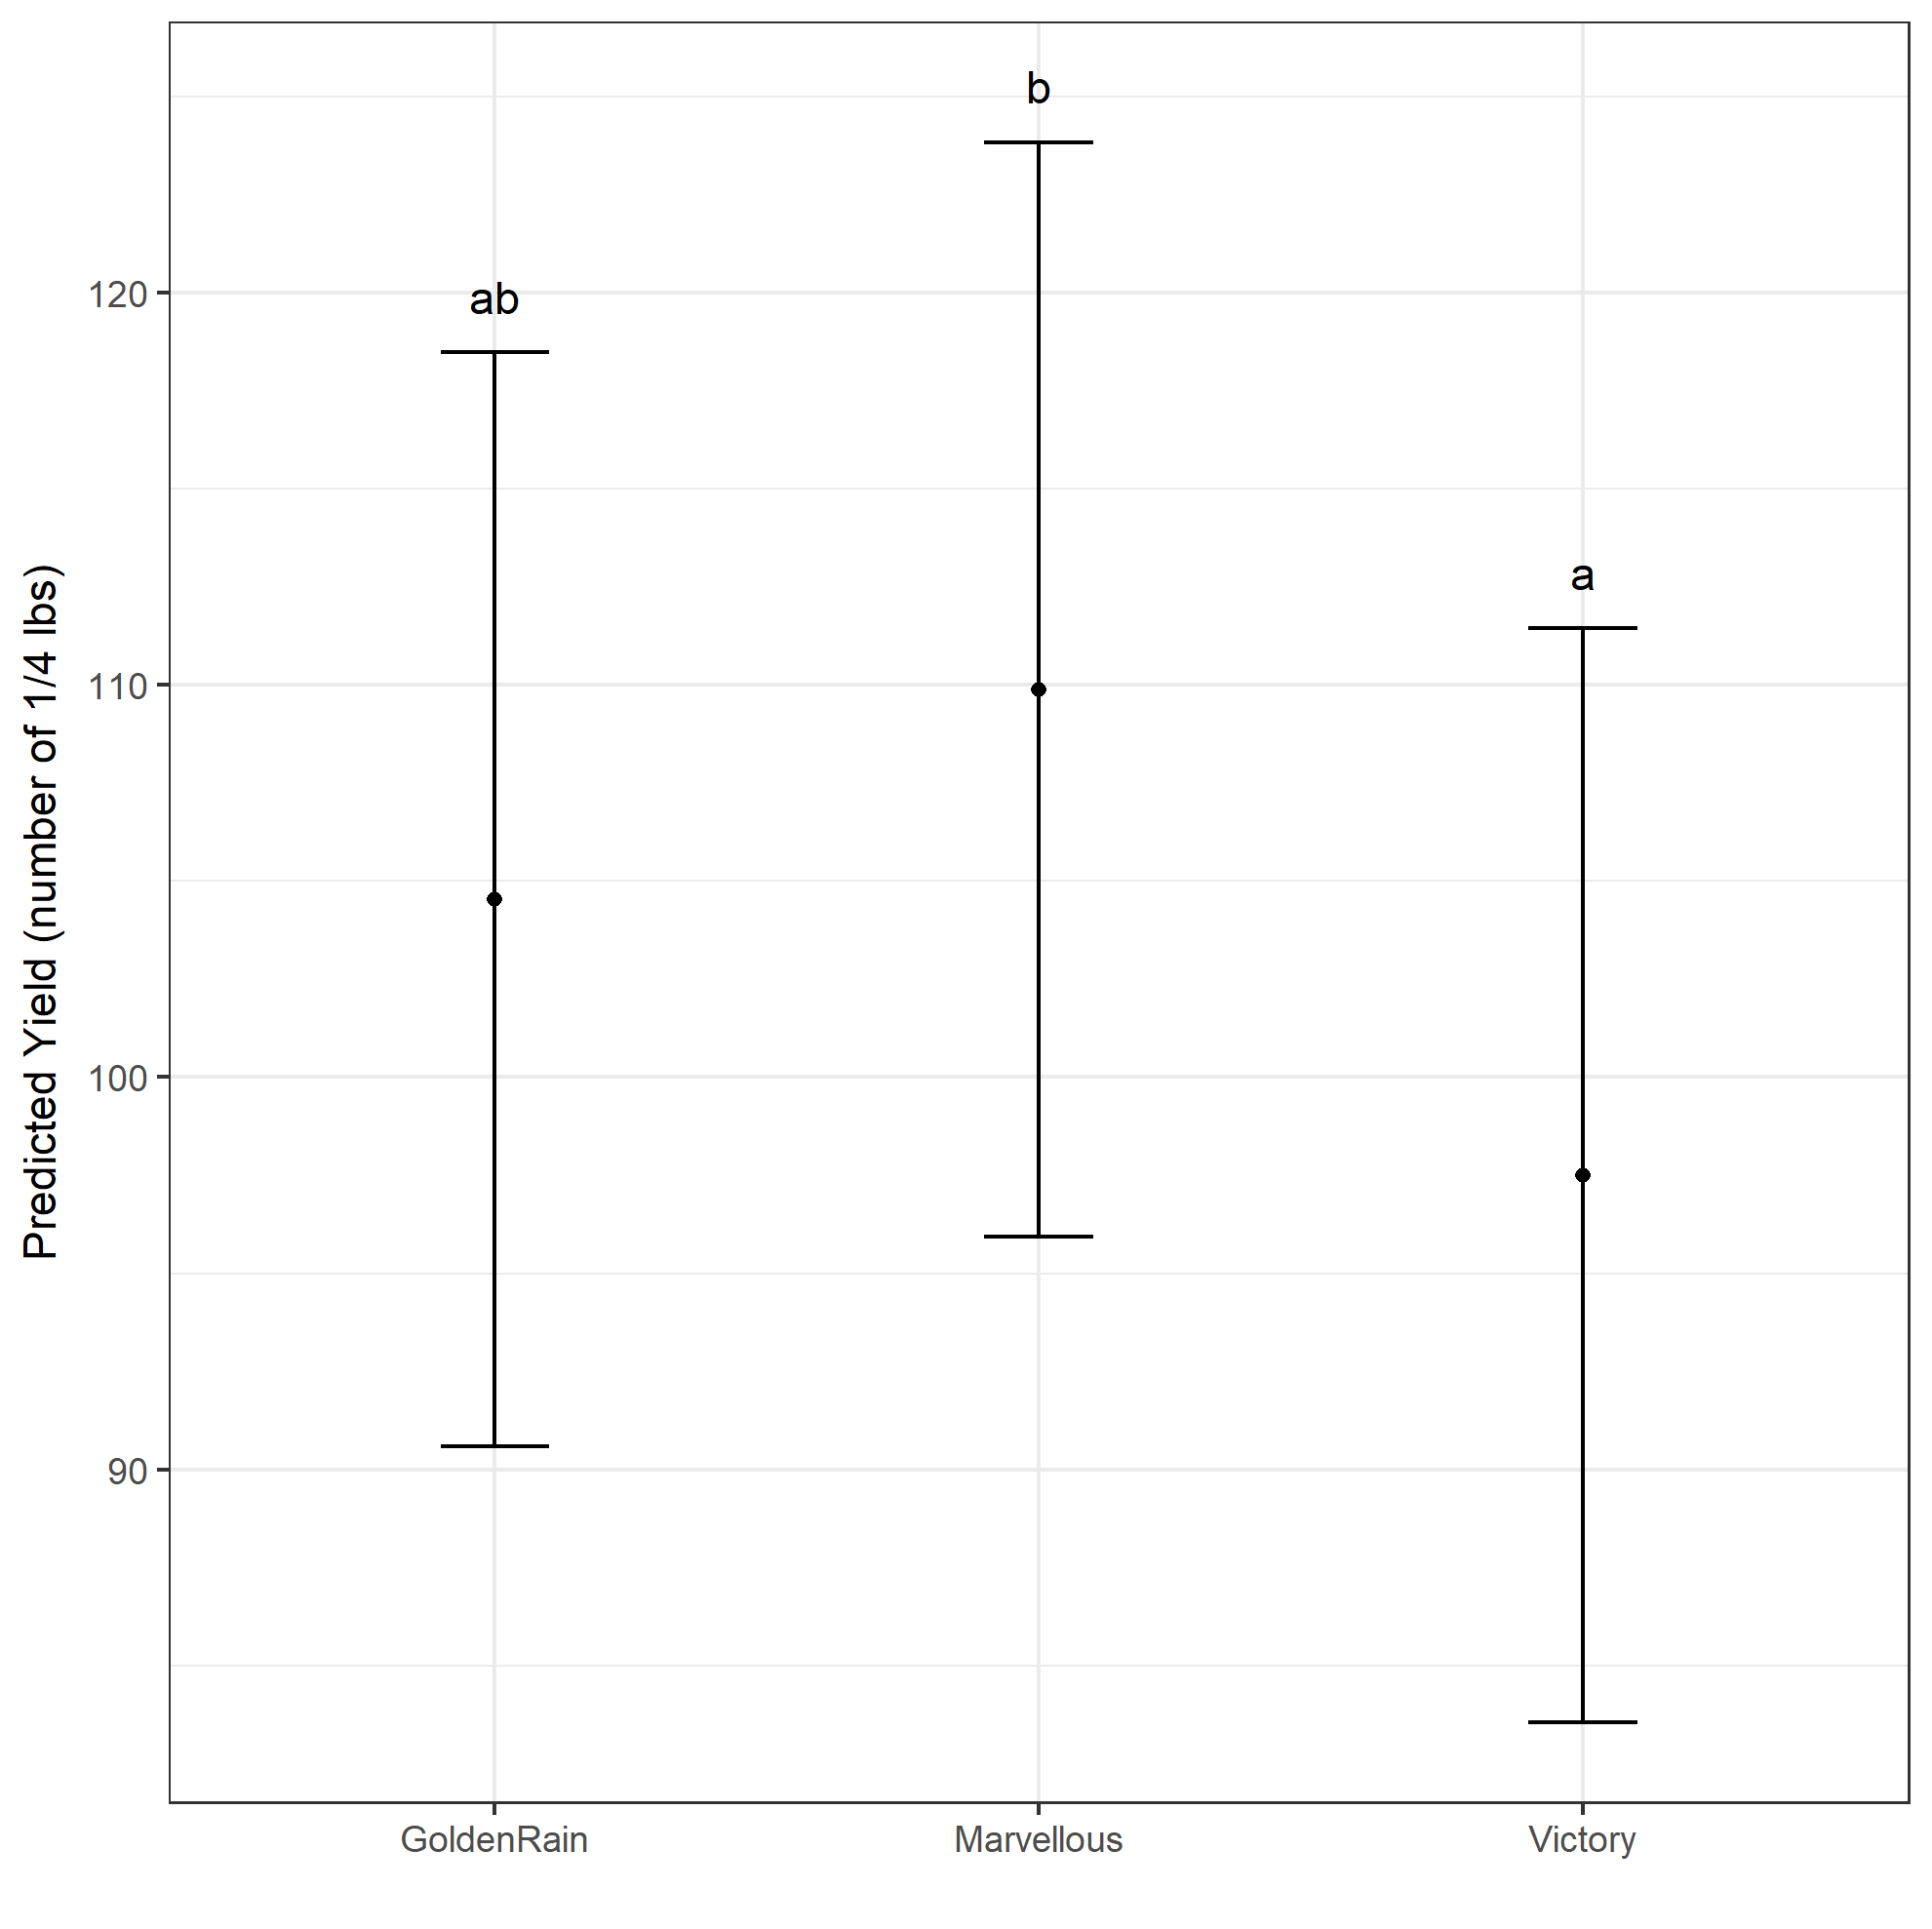 b
120
ab
a
110
Predicted Yield (number of 1/4 lbs)
100
90
GoldenRain Marvellous Victory